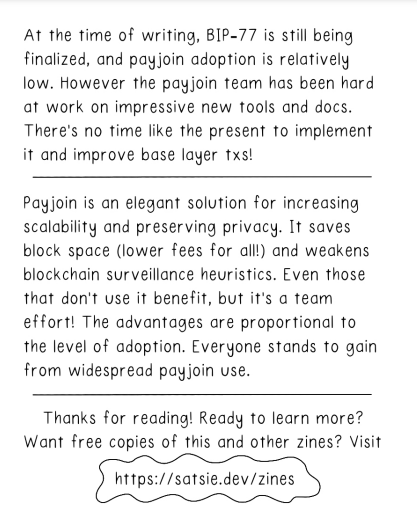 At the time of writing, BIP-77 is still being
finalized, and payjoin adoption is relatively
low. However the payjoin team has been hard
at work on impressive new tools and docs.
There's no time like the present to implement
it and improve base layer txs!
Payjoin is an elegant solution for increasing
scalability and preserving privacy. It saves
block space (lower fees for all!) and weakens
blockchain surveillance heuristics. Even those
that don't use it benefit, but it's a team
effort! The advantages are proportional to
the level of adoption. Everyone stands to gain
from widespread payjoin use.
Thanks for reading! Ready to learn more?
Want free copies of this and other zines? Visit
https://satsie.dev/zines